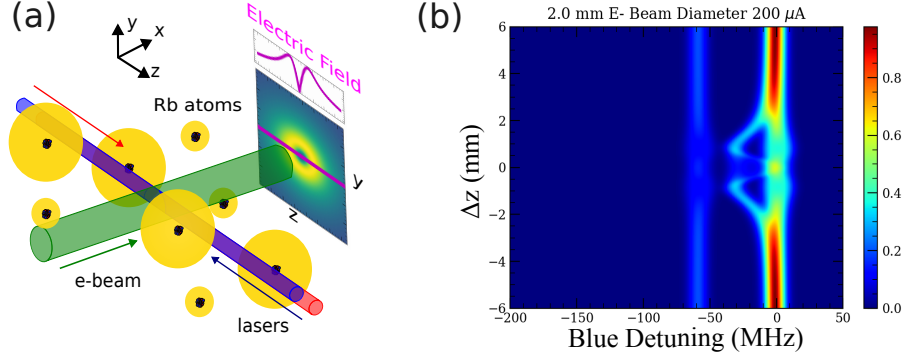 (a)
y
x
z
Rb atoms
Electric Field
y
z
e-beam
lasers
(b)
2.0 mm E- Beam Diameter 200 μA
Δz (mm)
6
4
2
0
−2
−4
−6
−200
−150
−100
−50
0
50
Blue Detuning (MHz)
0.8
0.6
0.4
0.2
0.0